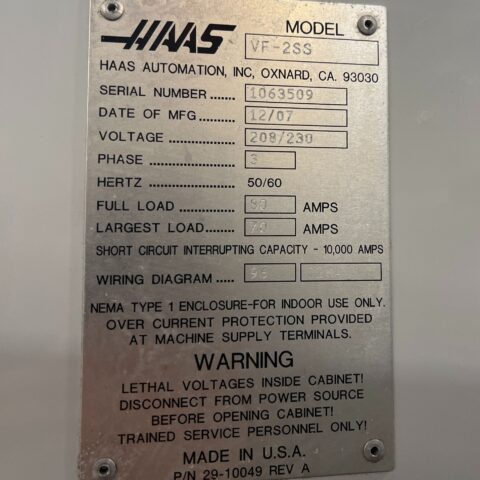 HAAS
MODEL
VF-2SS
HAAS AUTOMATION, INC, OXNARD, CA. 93030
SERIAL NUMBER ...... 1063509
DATE OF MFG ........ 12/07
VOLTAGE ............. 208/230
PHASE ................ 3
HERTZ .................. 50/60
FULL LOAD ............ 90 AMPS
LARGEST LOAD....... 70 AMPS
SHORT CIRCUIT INTERRUPTING CAPACITY - 10,000 AMPS
WIRING DIAGRAM ..... 96
NEMA TYPE 1 ENCLOSURE-FOR INDOOR USE ONLY.
OVER CURRENT PROTECTION PROVIDED
AT MACHINE SUPPLY TERMINALS.
WARNING
LETHAL VOLTAGES INSIDE CABINET!
DISCONNECT FROM POWER SOURCE
BEFORE OPENING CABINET!
TRAINED SERVICE PERSONNEL ONLY!
MADE IN U.S.A.
P/N 29-10049 REV A